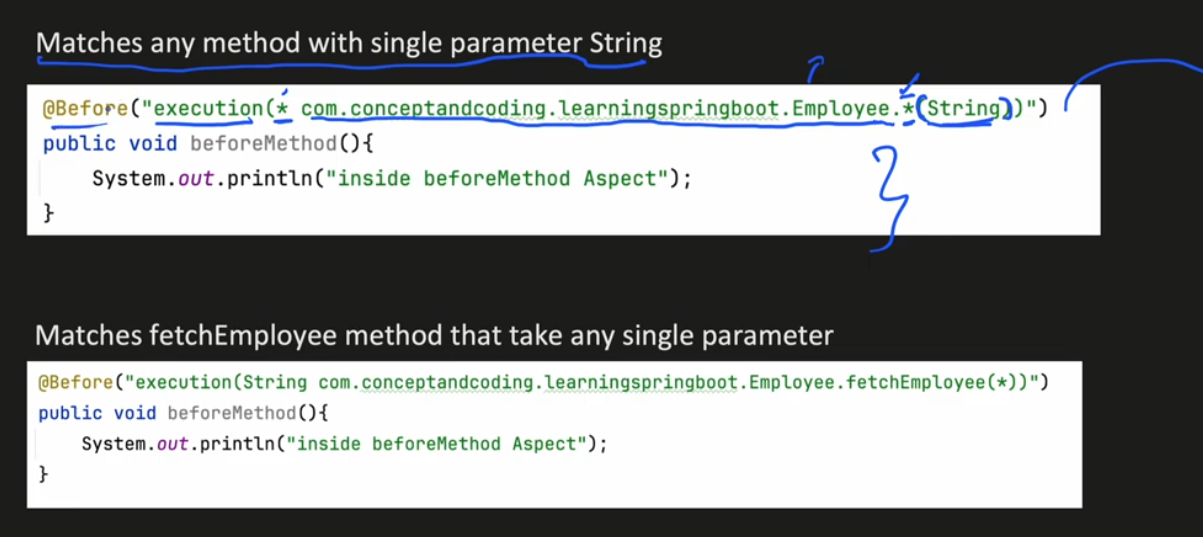 Matches any method with single parameter String
@Before("execution(* com.conceptandcoding.learningspringboot.Employee.*(String))")
public void beforeMethod(){
System.out.println("inside beforeMethod Aspect");
}
Matches fetchEmployee method that take any single parameter
@Before("execution(String com.conceptandcoding.learningspringboot.Employee.fetchEmployee(*))")
public void beforeMethod(){
System.out.println("inside beforeMethod Aspect");
}